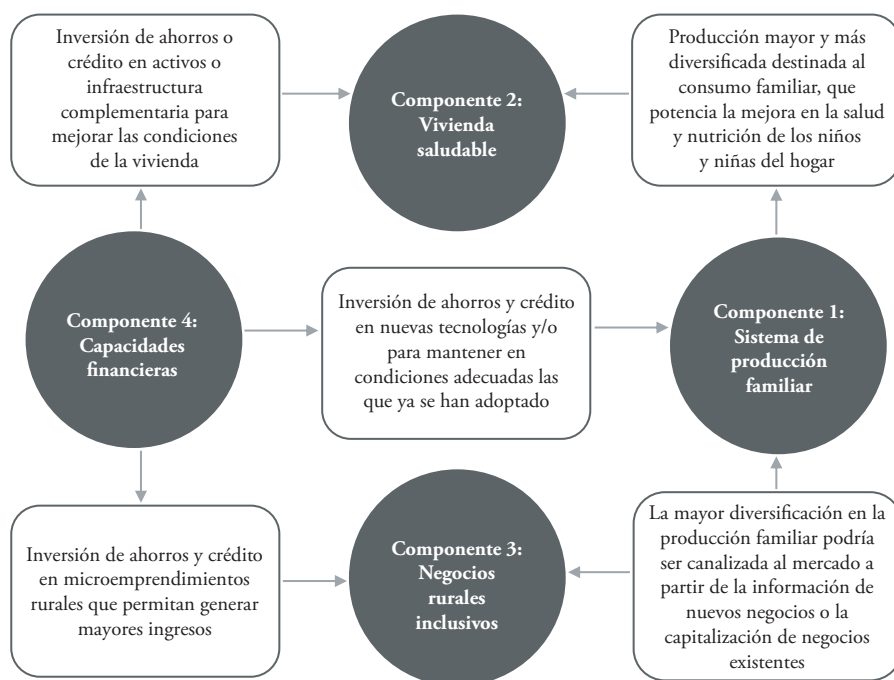 Inversión de ahorros o
crédito en activos o
infraestructura
complementaria para
mejorar las condiciones
de la vivienda
Componente 2:
Vivienda
saludable
Producción mayor y más
diversificada destinada al
consumo familiar, que
potencia la mejora en la salud
y nutrición de los niños
y niñas del hogar
Componente 4:
Capacidades
financieras
Inversión de ahorros y crédito
en nuevas tecnologías y/o
para mantener en
condiciones adecuadas las
que ya se han adoptado
Componente 1:
Sistema de
producción
familiar
Inversión de ahorros y crédito
en microemprendimientos
rurales que permitan generar
mayores ingresos
Componente 3:
Negocios
rurales
inclusivos
La mayor diversificación en la
producción familiar podría
ser canalizada al mercado a
partir de la información de
nuevos negocios o la
capitalización de negocios
existentes